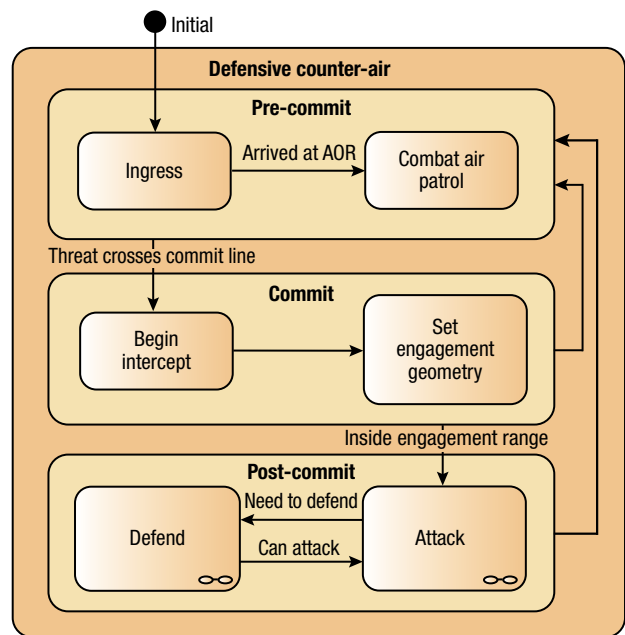 Initial
Defensive counter-air
Pre-commit
Ingress
Arrived at AOR
Combat air
patrol
Threat crosses commit line
Commit
Begin
intercept
Set
engagement
geometry
Inside engagement range
Post-commit
Defend
Need to defend
Can attack
Attack